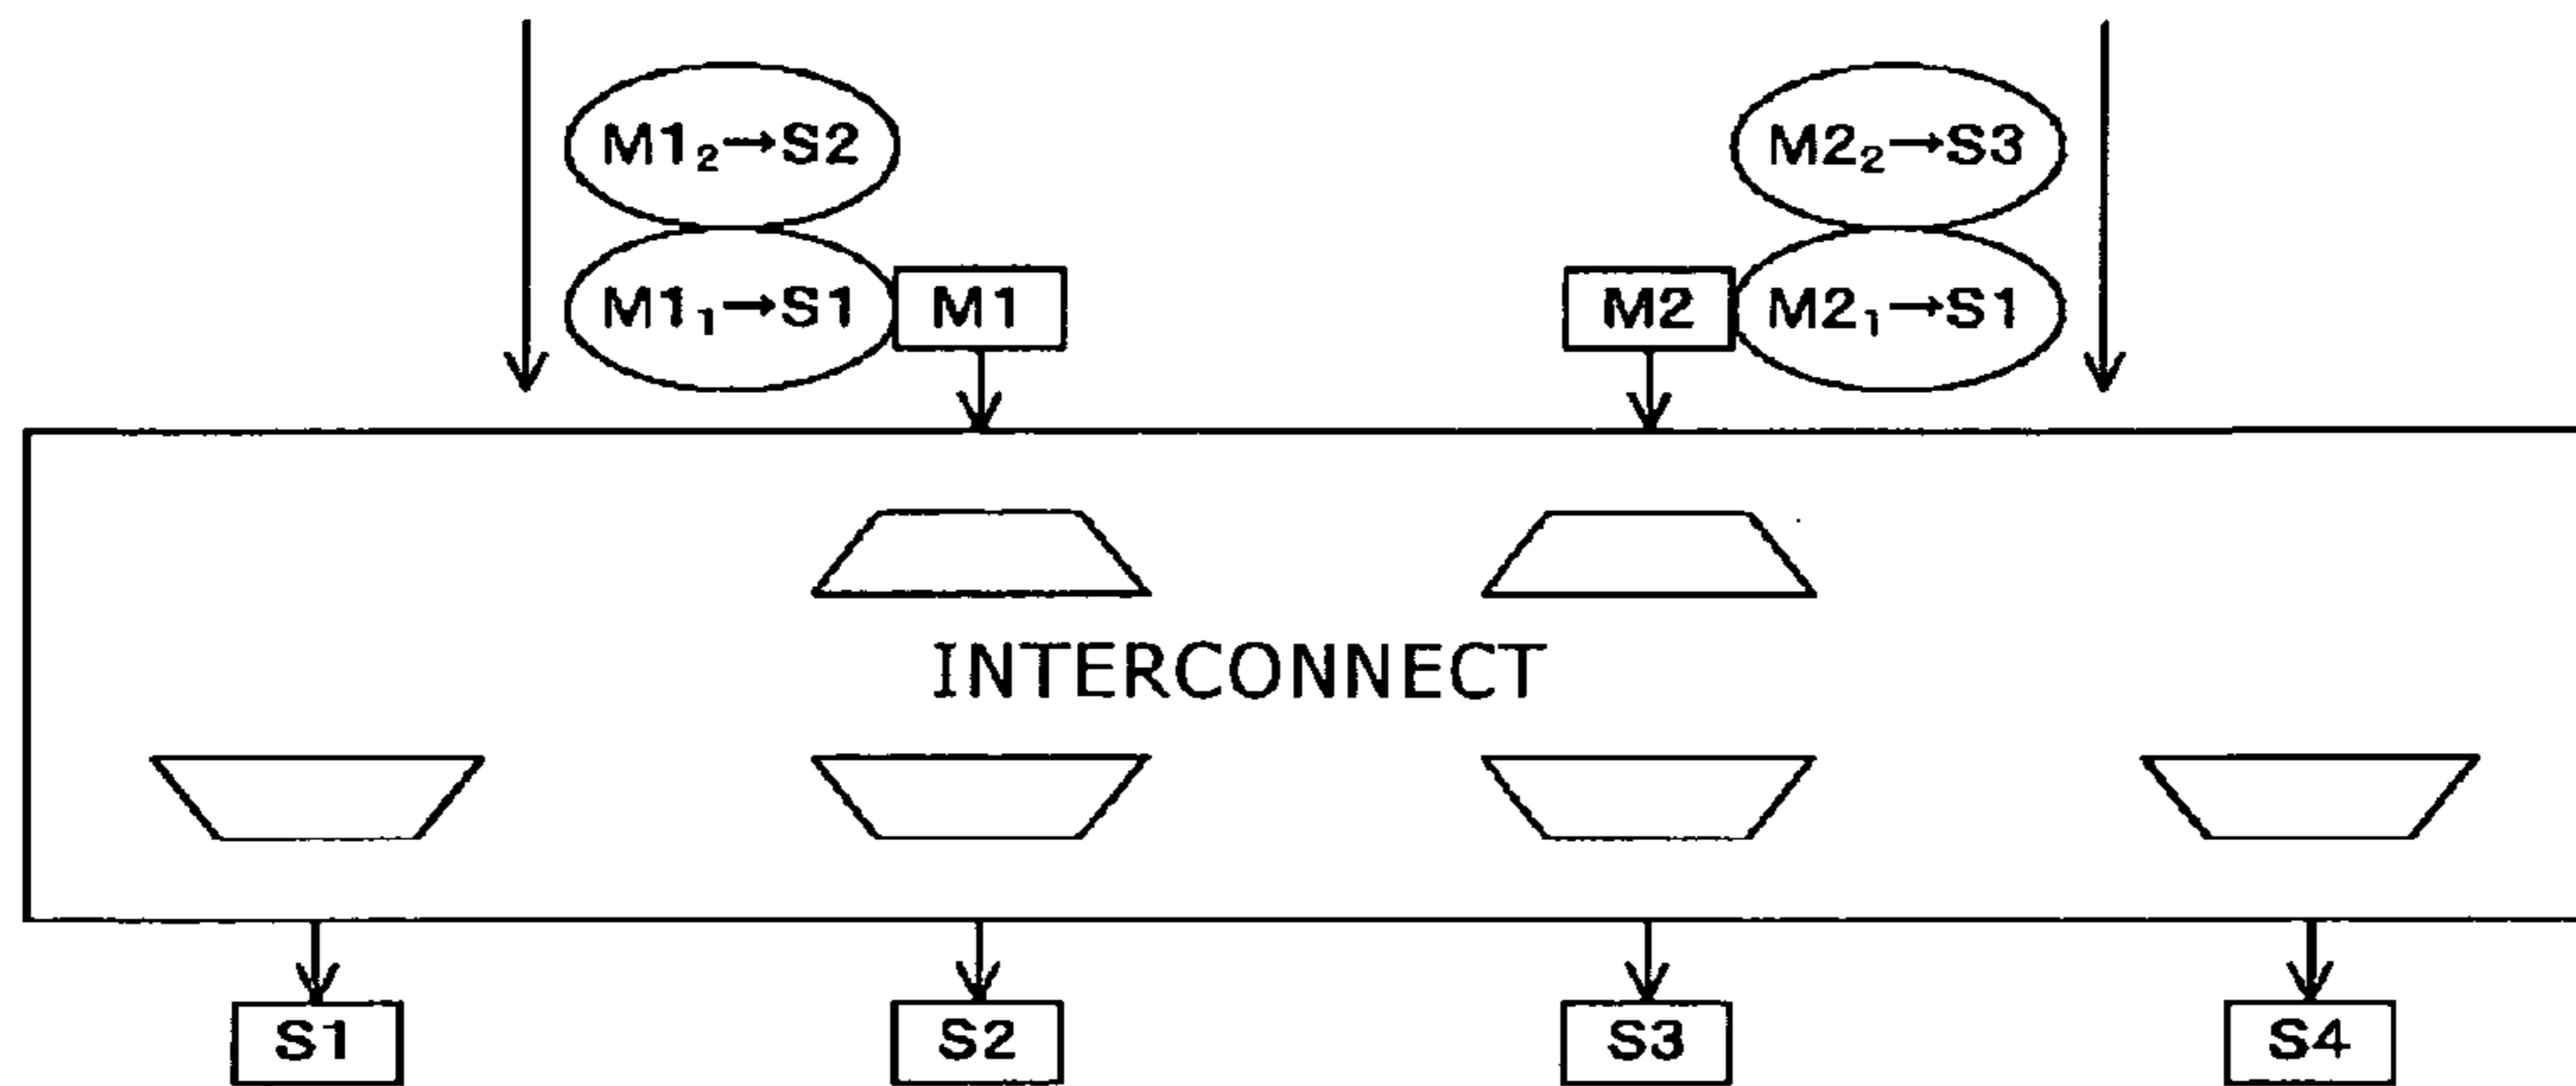 M1₂→S2
M2₂→S3
M1₁→S1
M1
M2
M2₁→S1
INTERCONNECT
S1
S2
S3
S4